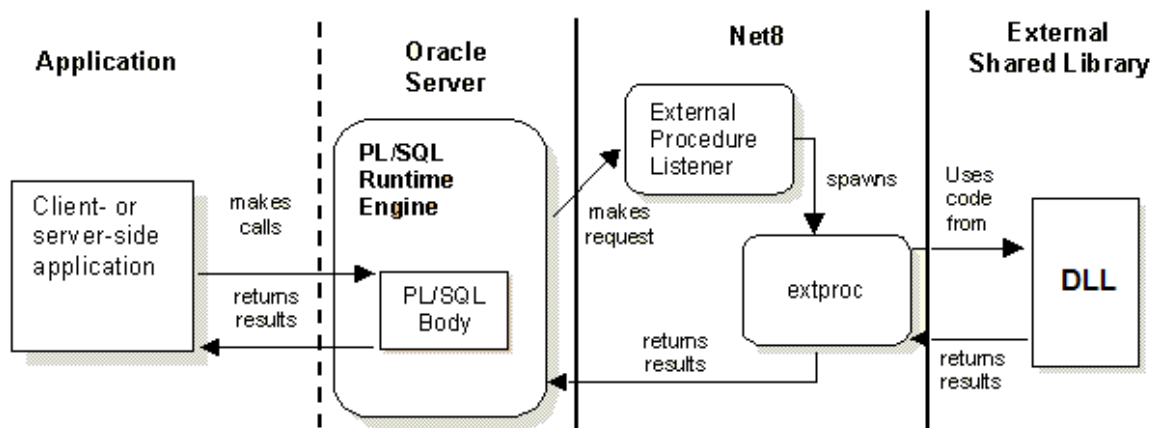 Application
Oracle
Server
Net8
External
Shared Library
PL/SQL
Runtime
Engine
External
Procedure
Listener
Client- or
server-side
application
makes
calls
makes
request
spawns
Uses
code
from
PL/SQL
Body
extproc
DLL
returns
results
returns
results
returns
results